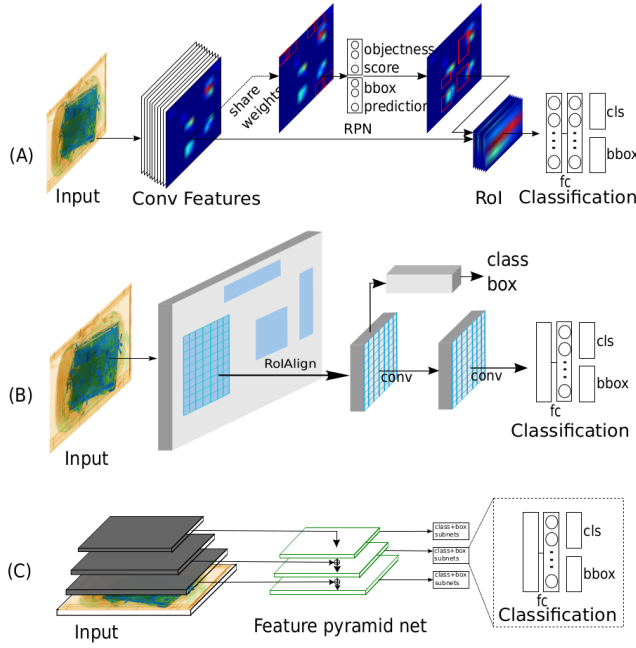 objectness
score
share
weights
bbox
prediction
RPN
cls
bbox
(A)
fc
Input
Conv Features
RoI
Classification
class
box
RoIAlign
conv
conv
cls
bbox
(B)
fc
Input
Classification
class+box
subnets
class+box
subnets
class+box
subnets
cls
bbox
(C)
fc
Input
Feature pyramid net
Classification